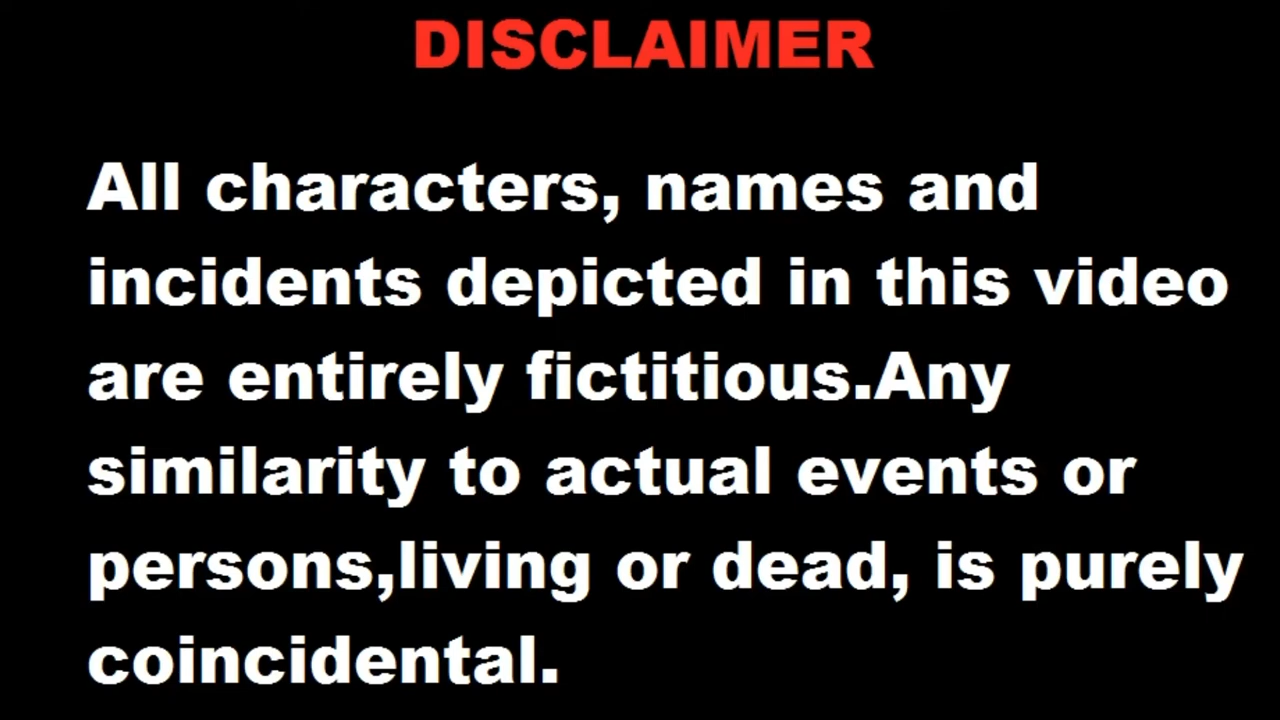 DISCLAIMER
All characters, names and
incidents depicted in this video
are entirely fictitious.Any
similarity to actual events or
persons,living or dead, is purely
coincidental.